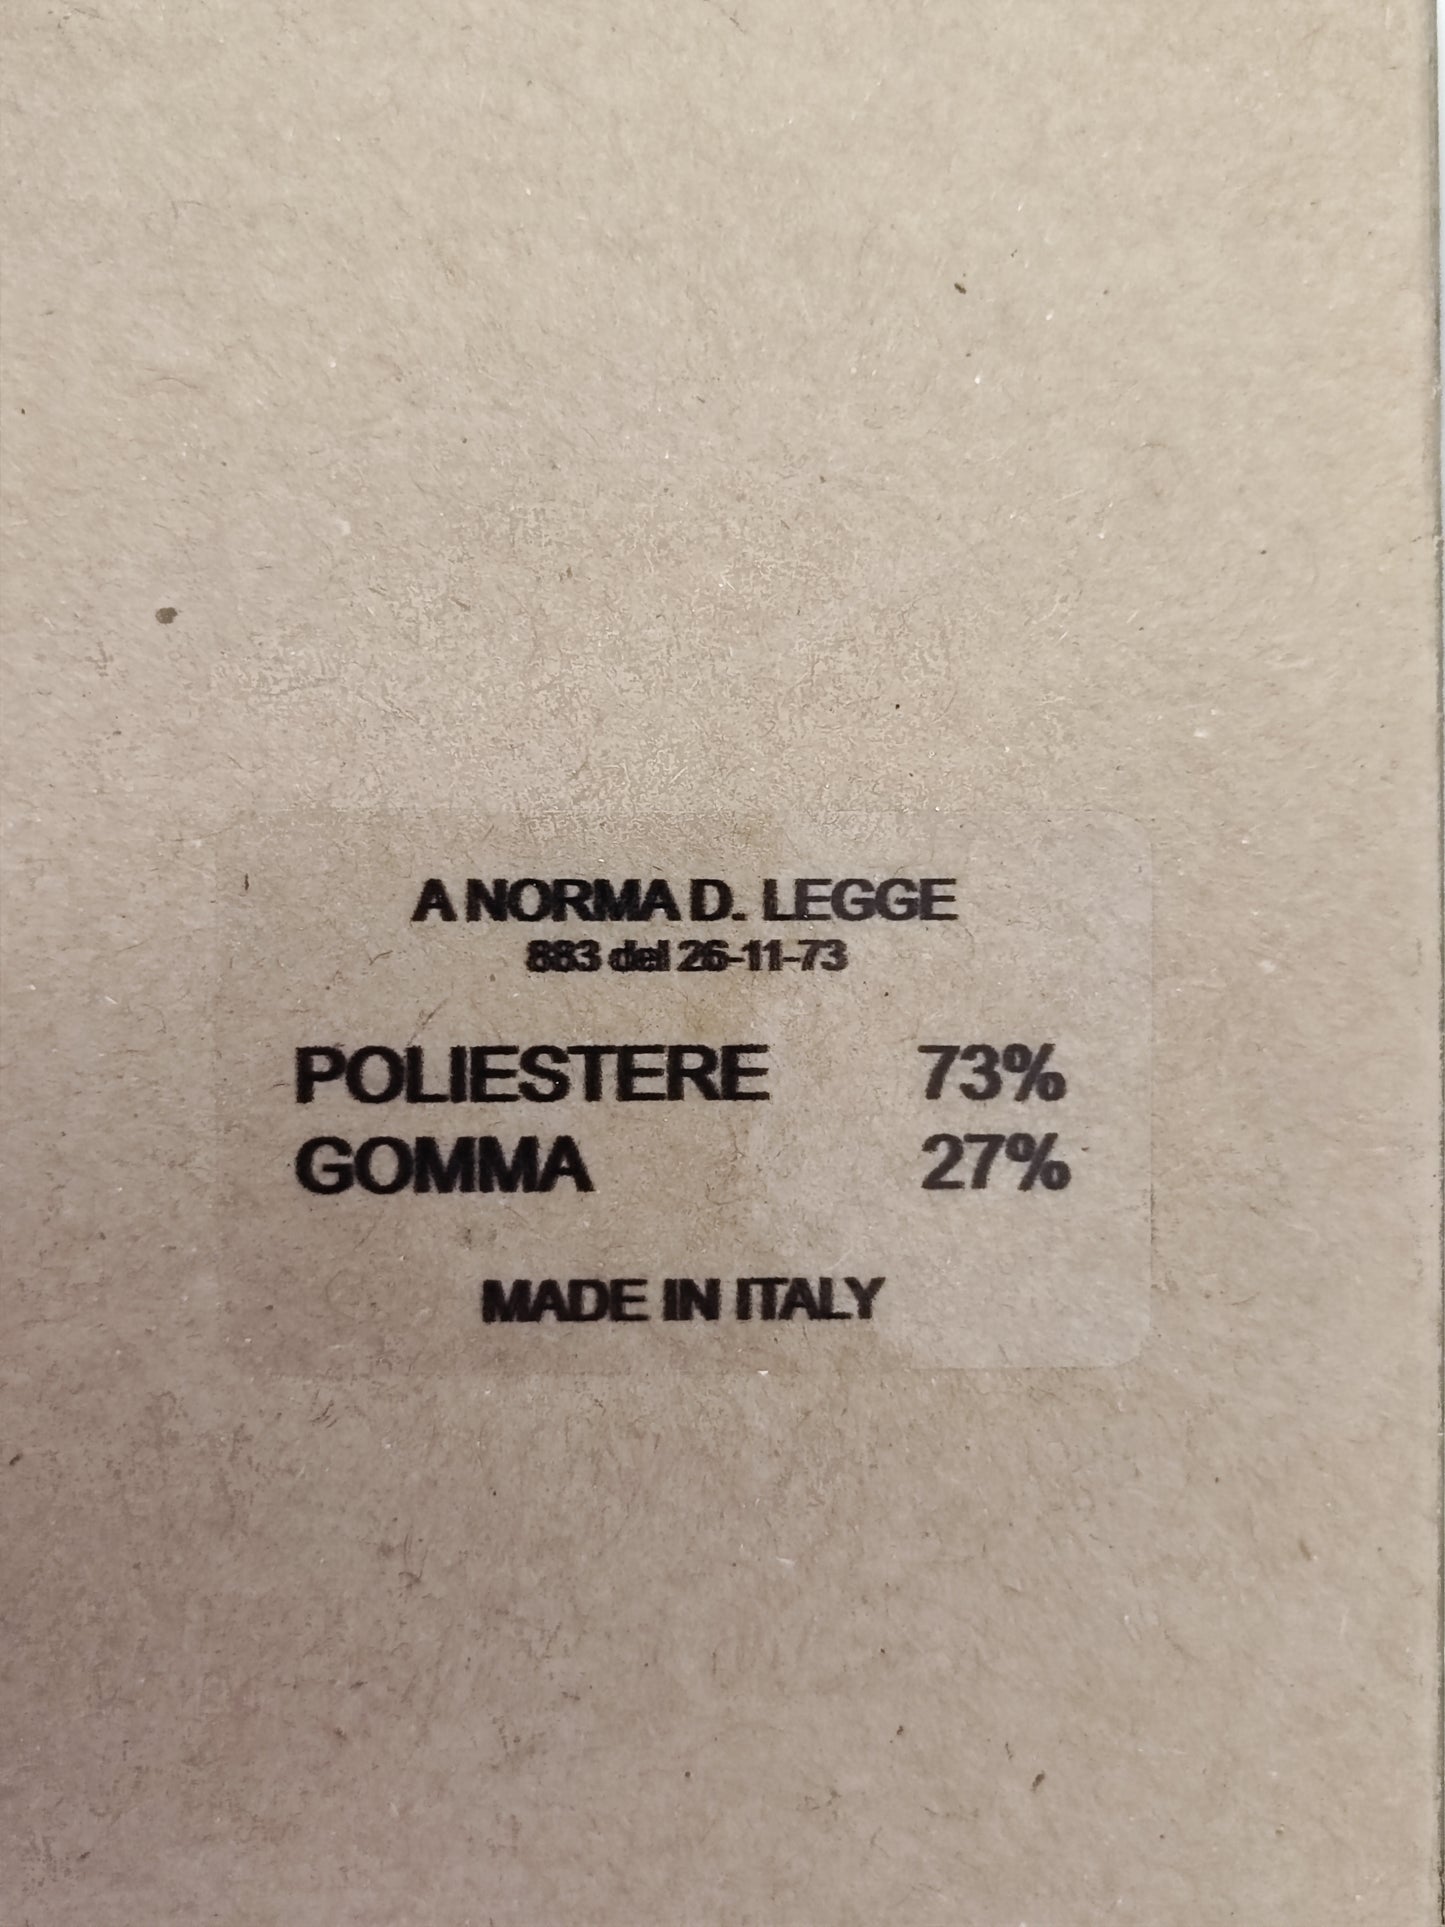 A NORMA D. LEGGE
883 del 26-11-73
POLIESTERE 73%
GOMMA 27%
MADE IN ITALY